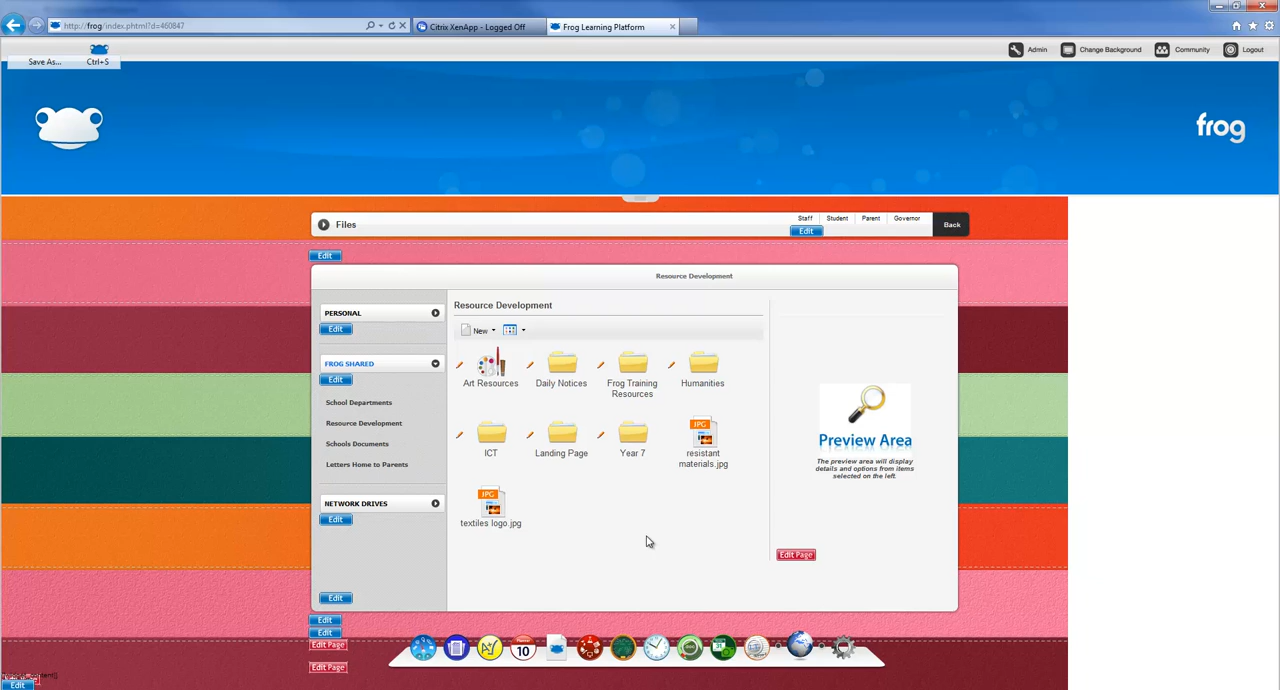 http://frog/index.phtml?d=460847
Citrix XenApp - Logged Off
Frog Learning Platform
Save As... Ctrl+S
Admin
Change Background
Community
Logout
frog
Files
Staff
Student
Parent
Governor
Edit
Back
Edit
Resource Development
PERSONAL
Edit
FROG SHARED
Edit
School Departments
Resource Development
Schools Documents
Letters Home to Parents
NETWORK DRIVES
Edit
Edit
Resource Development
New
Art Resources
Daily Notices
Frog Training
Resources
Humanities
ICT
Landing Page
Year 7
JPG
resistant
materials.jpg
JPG
textiles logo.jpg
Preview Area
The preview area will display
details and options from items
selected on the left.
Edit Page
Edit
Edit
Edit Page
Edit Page
10
31
Edit